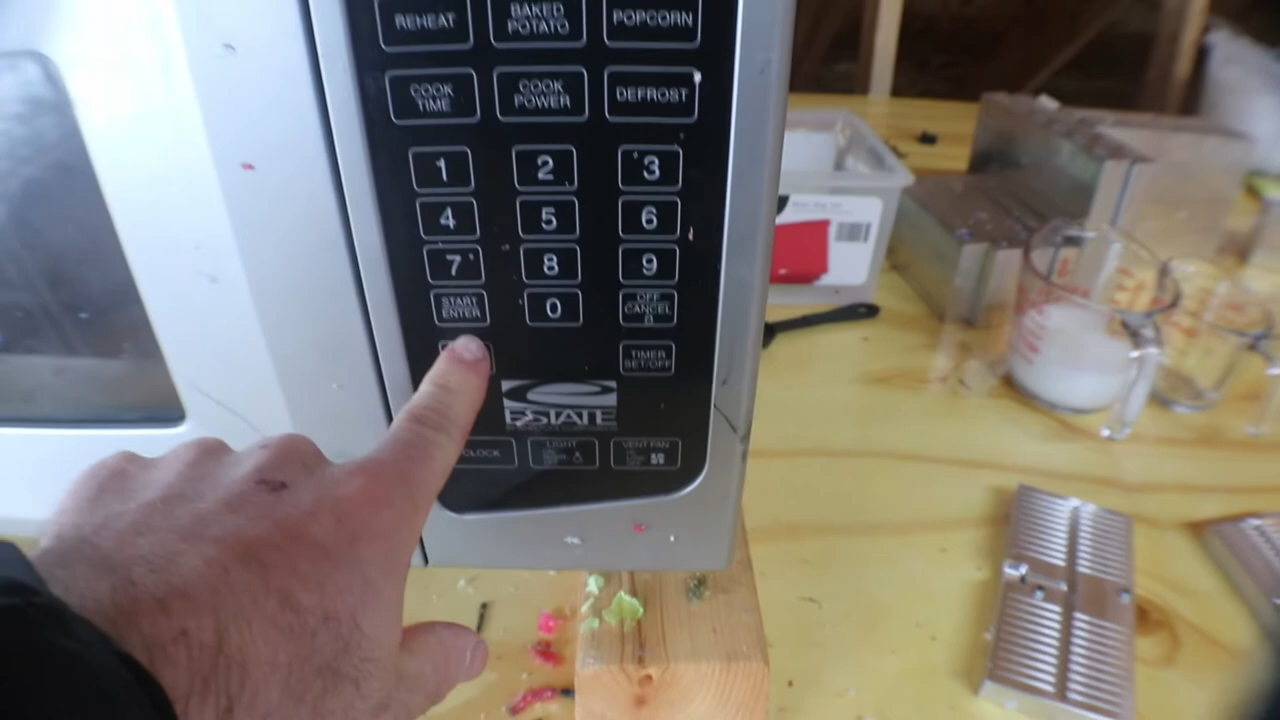 REHEAT
BAKED
POTATO
POPCORN
COOK
TIME
COOK
POWER
DEFROST
1
2
3
4
5
6
7
8
9
START
ENTER
0
OFF
CANCEL
TIMER
SET/OFF
ESTATE
CLOCK
LIGHT
VENT FAN